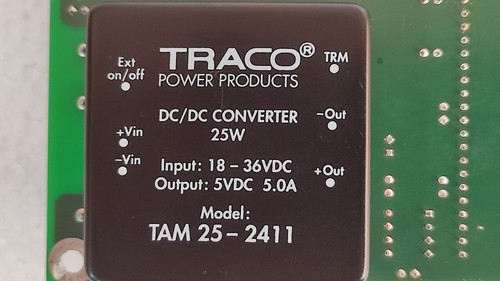 TRACO®
POWER PRODUCTS
Ext
on/off
TRM
DC/DC CONVERTER
25W
-Out
+Vin
-Vin
Input: 18 - 36VDC
Output: 5VDC 5.0A
+Out
Model:
TAM 25 - 2411